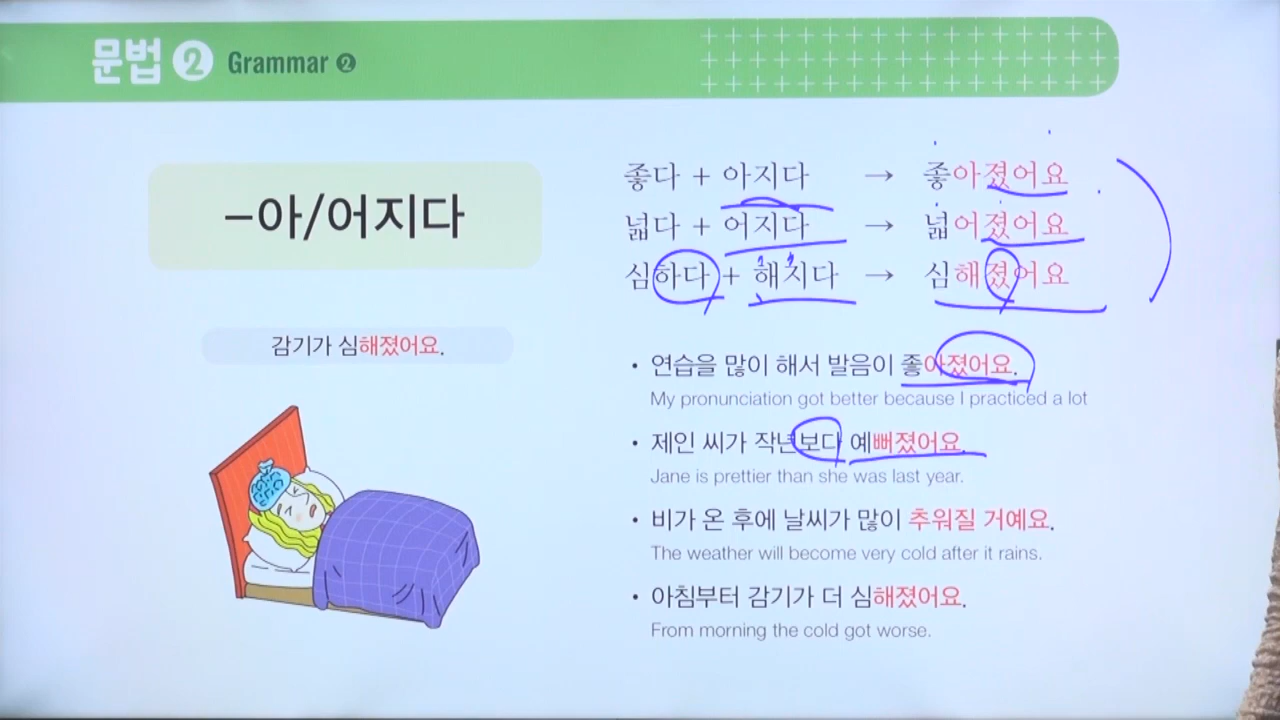 문법 2 Grammar 2
-아/어지다
감기가 심해졌어요.
좋다 + 아지다 → 좋아졌어요
넓다 + 어지다 → 넓어졌어요
심하다 + 해지다 → 심해졌어요
• 연습을 많이 해서 발음이 좋아졌어요.
My pronunciation got better because I practiced a lot
• 제인 씨가 작년보다 예뻐졌어요.
Jane is prettier than she was last year.
• 비가 온 후에 날씨가 많이 추워질 거예요.
The weather will become very cold after it rains.
• 아침부터 감기가 더 심해졌어요.
From morning the cold got worse.